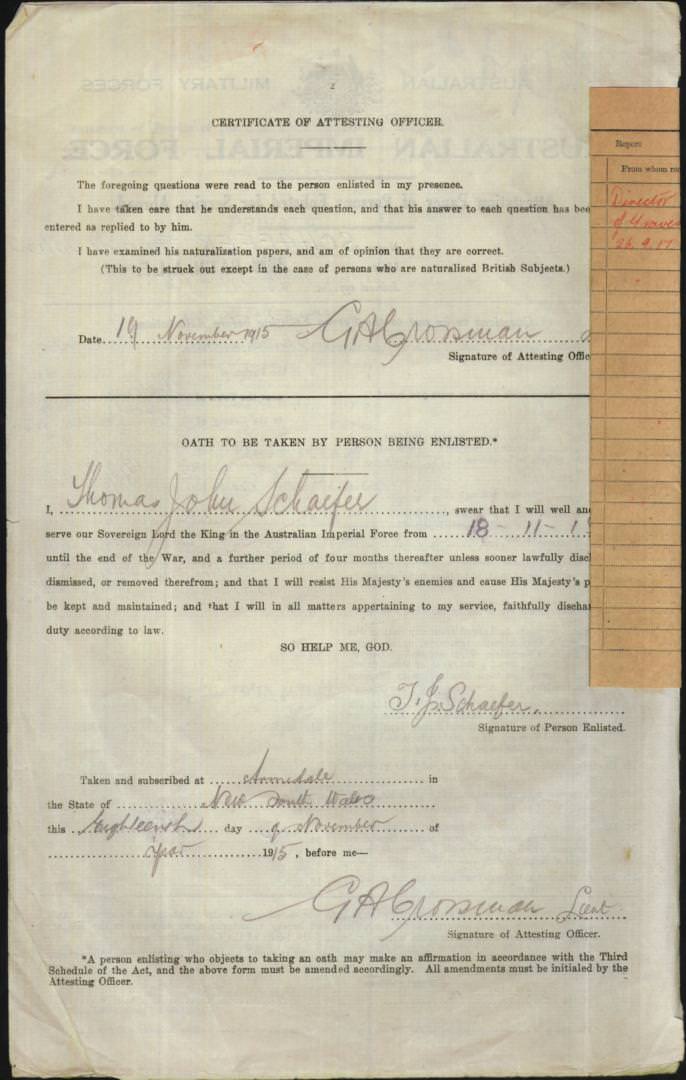 CERTIFICATE OF ATTESTING OFFICER.
The foregoing questions were read to the person enlisted in my presence.
I have taken care that he understands each question, and that his answer to each question has bee
entered as replied to by him.
I have examined his naturalization papers, and am of opinion that they are correct.
(This to be struck out except in the case of persons who are naturalized British Subjects.)
Date 19 November 1915 G A Crossman
Signature of Attesting Offic
Report
From whom re
Director
of Graves
26.9.17
OATH TO BE TAKEN BY PERSON BEING ENLISTED.*
I, Thomas John Schaefer, swear that I will well an
serve our Sovereign Lord the King in the Australian Imperial Force from 18-11-1
until the end of the War, and a further period of four months thereafter unless sooner lawfully disc
dismissed, or removed therefrom; and that I will resist His Majesty's enemies and cause His Majesty's p
be kept and maintained; and that I will in all matters appertaining to my service, faithfully discha
duty according to law.
SO HELP ME, GOD.
T. J. Schaefer.
Signature of Person Enlisted.
Taken and subscribed at Armidale in
the State of New South Wales
this Eighteenth day of November of
year 1915, before me—
G A Crossman Lieut
Signature of Attesting Officer.
*A person enlisting who objects to taking an oath may make an affirmation in accordance with the Third
Schedule of the Act, and the above form must be amended accordingly. All amendments must be initialed by the
Attesting Officer.